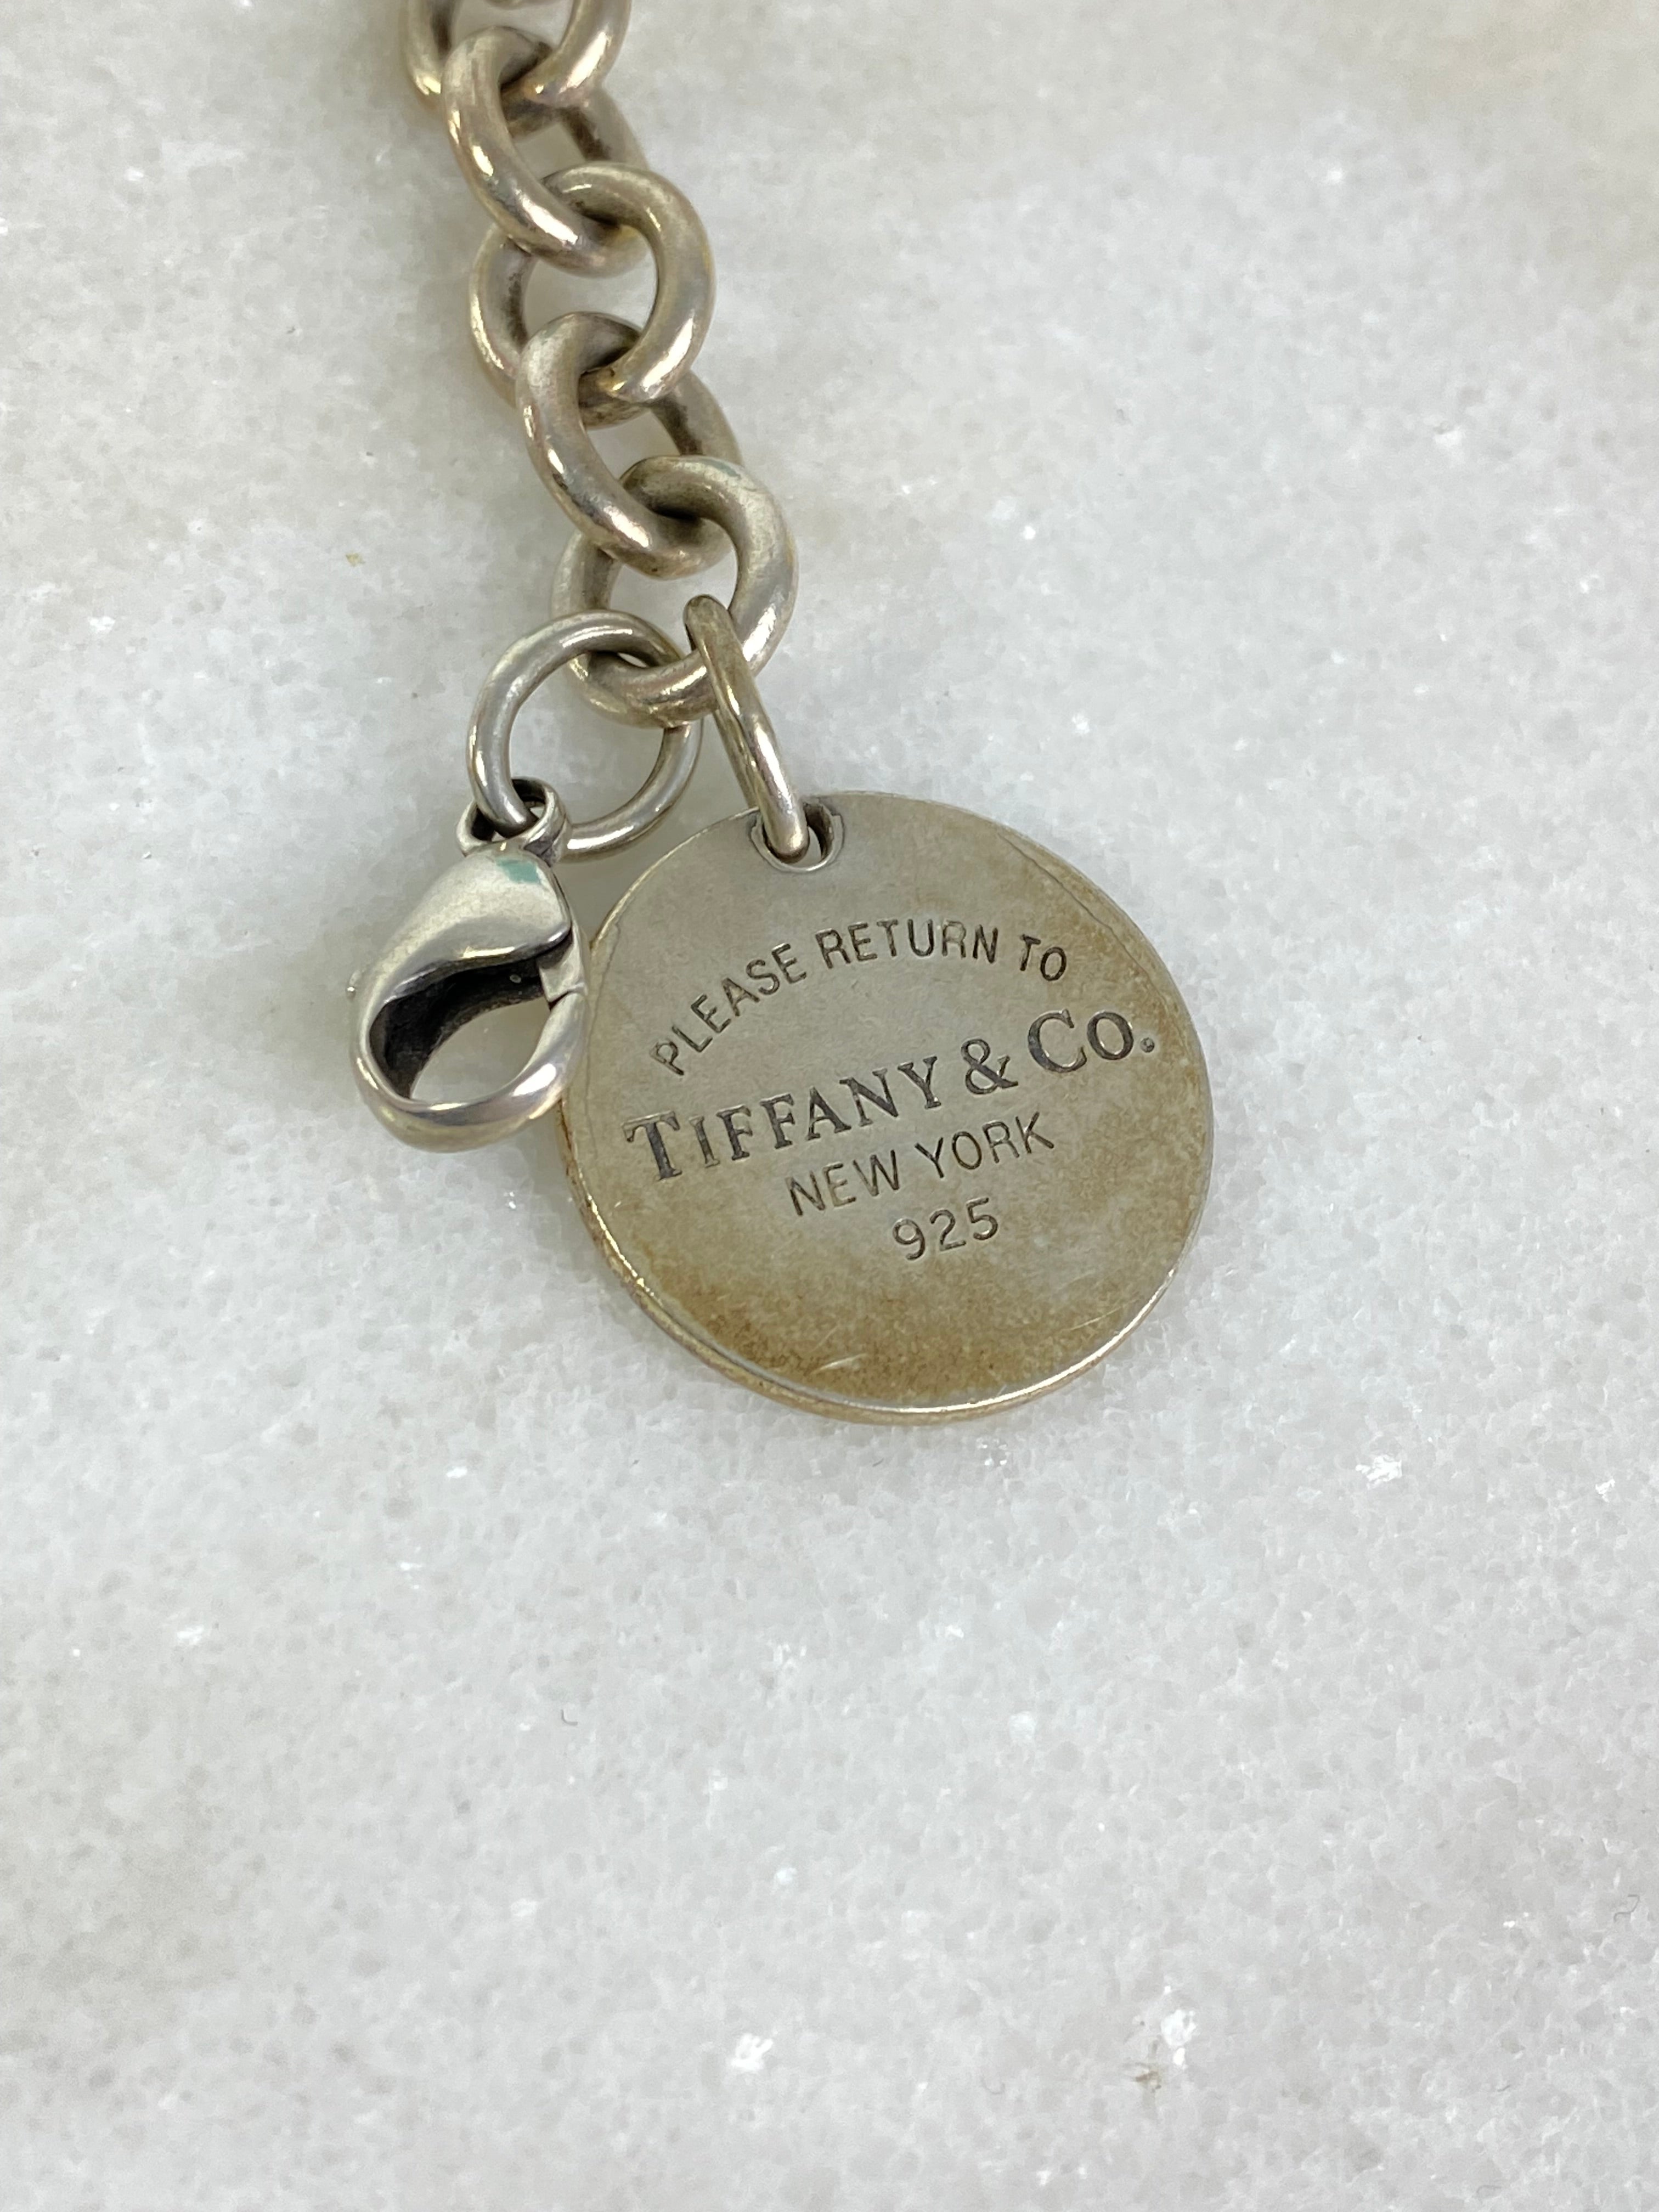 PLEASE RETURN TO
TIFFANY & CO.
NEW YORK
925